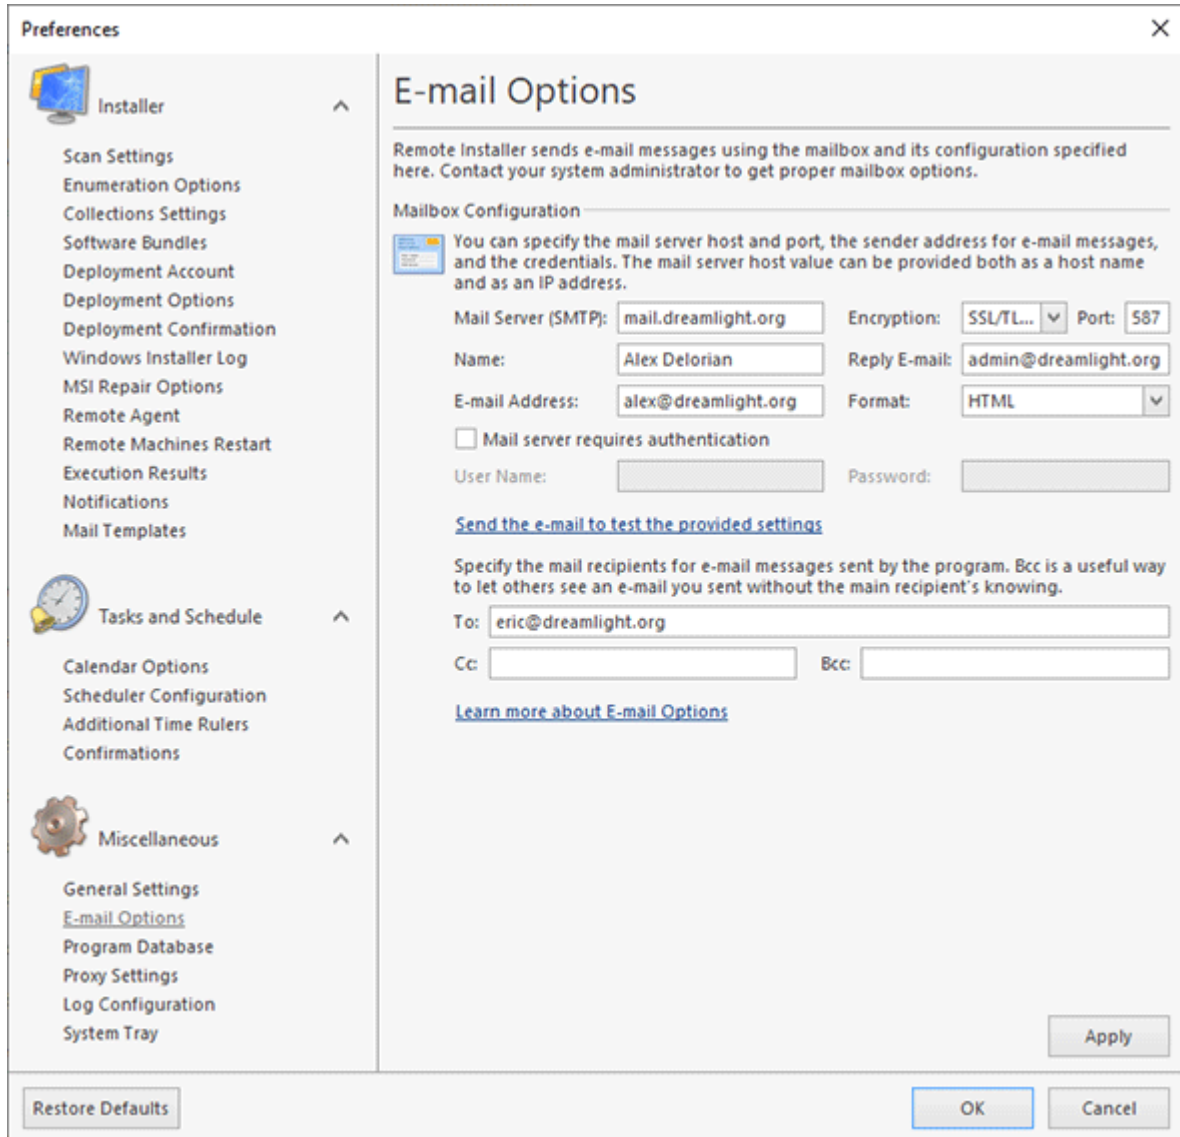 Preferences
Installer
Scan Settings
Enumeration Options
Collections Settings
Software Bundles
Deployment Account
Deployment Options
Deployment Confirmation
Windows Installer Log
MSI Repair Options
Remote Agent
Remote Machines Restart
Execution Results
Notifications
Mail Templates
Tasks and Schedule
Calendar Options
Scheduler Configuration
Additional Time Rulers
Confirmations
Miscellaneous
General Settings
E-mail Options
Program Database
Proxy Settings
Log Configuration
System Tray
E-mail Options
Remote Installer sends e-mail messages using the mailbox and its configuration specified
here. Contact your system administrator to get proper mailbox options.
Mailbox Configuration
You can specify the mail server host and port, the sender address for e-mail messages,
and the credentials. The mail server host value can be provided both as a host name
and as an IP address.
Mail Server (SMTP): mail.dreamlight.org Encryption: SSL/TL... Port: 587
Name: Alex Delorian Reply E-mail: admin@dreamlight.org
E-mail Address: alex@dreamlight.org Format: HTML
Mail server requires authentication
User Name: Password:
Send the e-mail to test the provided settings
Specify the mail recipients for e-mail messages sent by the program. Bcc is a useful way
to let others see an e-mail you sent without the main recipient's knowing.
To: eric@dreamlight.org
Cc: Bcc:
Learn more about E-mail Options
Apply
Restore Defaults OK Cancel